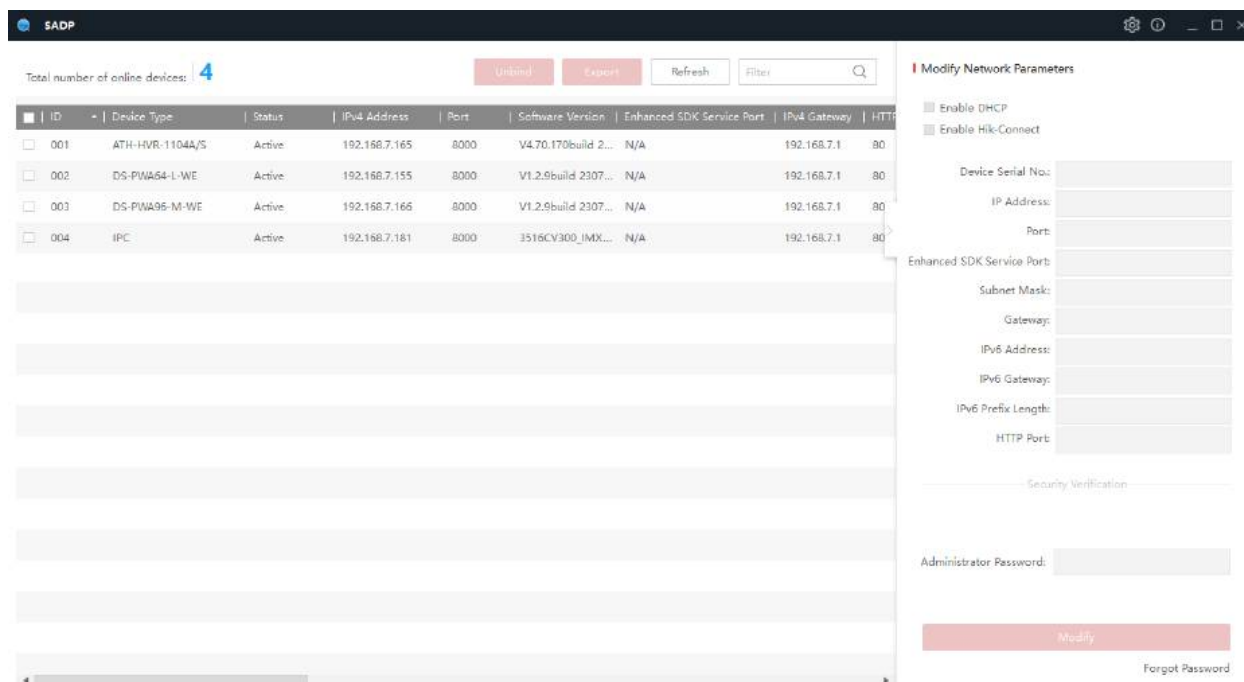 SADP
Total number of online devices: 4
Unbind
Export
Refresh
Filter
ID | Device Type | Status | IPv4 Address | Port | Software Version | Enhanced SDK Service Port | IPv4 Gateway | HTTP
001 ATH-HVR-1104A/S Active 192.168.7.165 8000 V4.70.170build 2... N/A 192.168.7.1 80
002 DS-PWA64-L-WE Active 192.168.7.155 8000 V1.2.9build 2307... N/A 192.168.7.1 80
003 DS-PWA96-M-WE Active 192.168.7.166 8000 V1.2.9build 2307... N/A 192.168.7.1 80
004 IPC Active 192.168.7.181 8000 3516CV300_IMX... N/A 192.168.7.1 80
Modify Network Parameters
Enable DHCP
Enable Hik-Connect
Device Serial No.:
IP Address:
Port:
Enhanced SDK Service Port:
Subnet Mask:
Gateway:
IPv6 Address:
IPv6 Gateway:
IPv6 Prefix Length:
HTTP Port:
Security Verification
Administrator Password:
Modify
Forgot Password